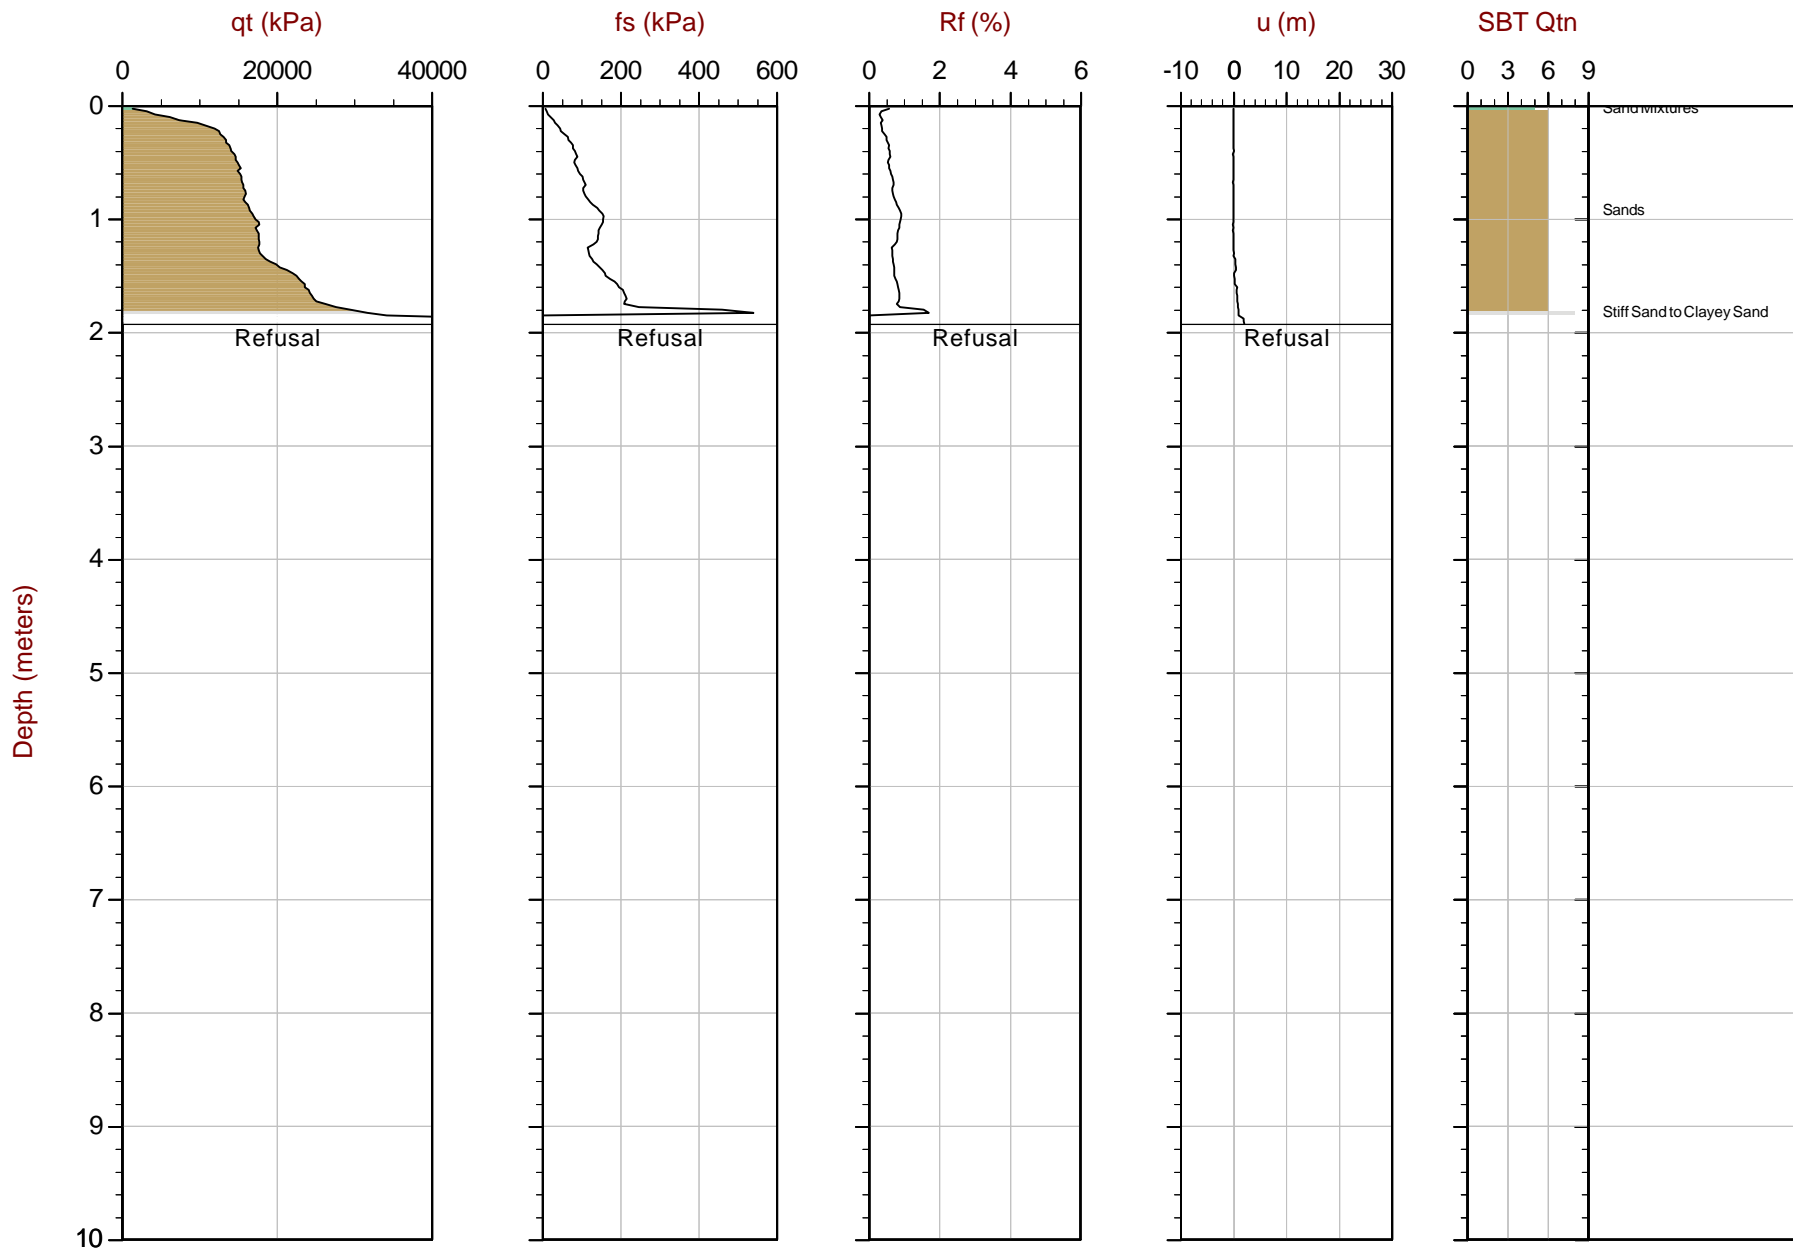 qt (kPa) fs (kPa) Rf (%) u (m) SBT Qtn
0 20000 40000 0 200 400 600 0 2 4 6 -10 0 10 20 30 0 3 6 9
0
Sand Mixtures
Sands
1
Stiff Sand to Clayey Sand
2
Refusal Refusal Refusal Refusal
3
4
5
Depth (meters)
6
7
8
9
10